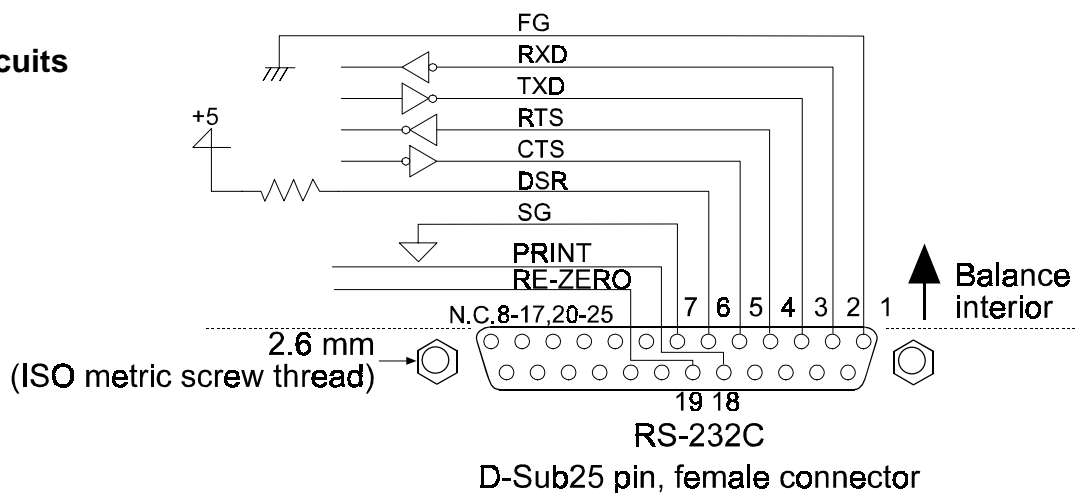 FG
cuits
RXD
TXD
+5
RTS
CTS
DSR
SG
PRINT
RE-ZERO
Balance
interior
N.C.8-17,20-25
7 6 5 4 3 2 1
2.6 mm
(ISO metric screw thread)
19 18
RS-232C
D-Sub25 pin, female connector